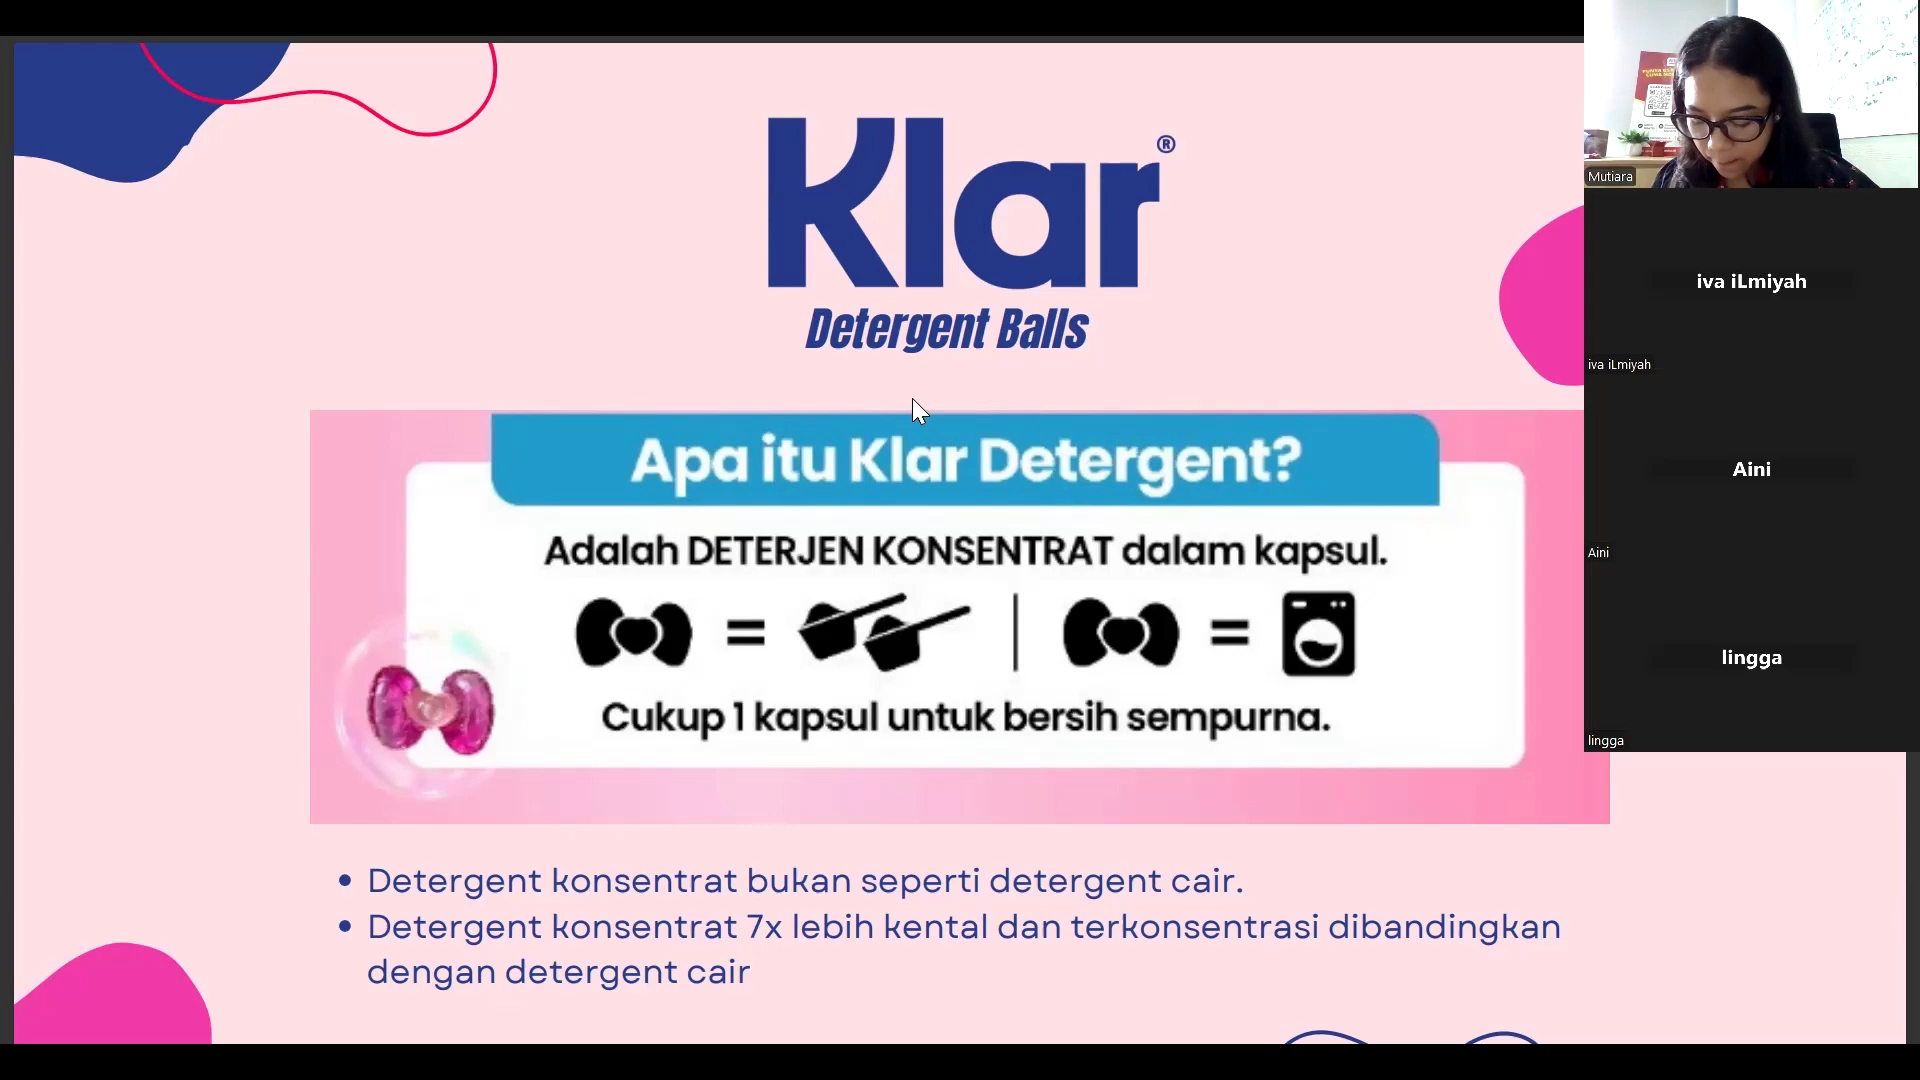 Klar®
Detergent Balls
Apa itu Klar Detergent?
Adalah DETERJEN KONSENTRAT dalam kapsul.
=
=
Cukup 1 kapsul untuk bersih sempurna.
• Detergent konsentrat bukan seperti detergent cair.
• Detergent konsentrat 7x lebih kental dan terkonsentrasi dibandingkan
dengan detergent cair
Mutiara
iva iLmiyah
iva iLmiyah
Aini
Aini
lingga
lingga